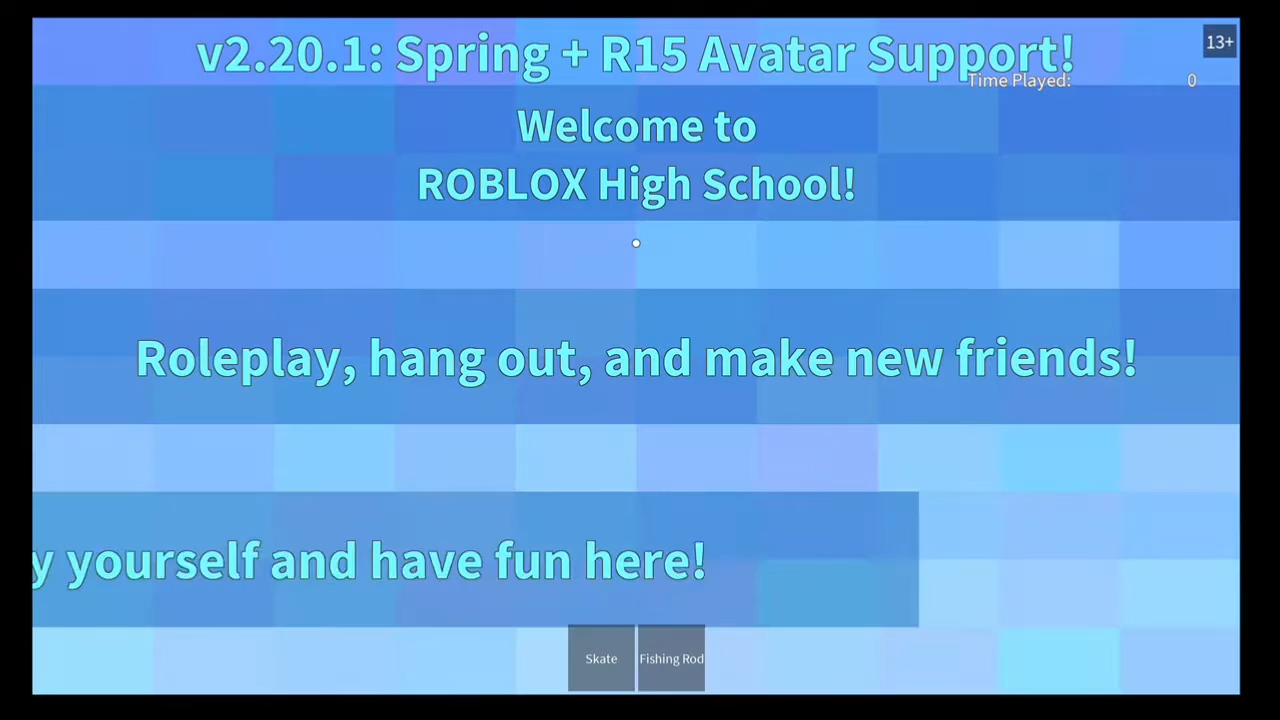 v2.20.1: Spring + R15 Avatar Support!
13+
Time Played: 0
Welcome to
ROBLOX High School!
Roleplay, hang out, and make new friends!
y yourself and have fun here!
Skate
Fishing Rod